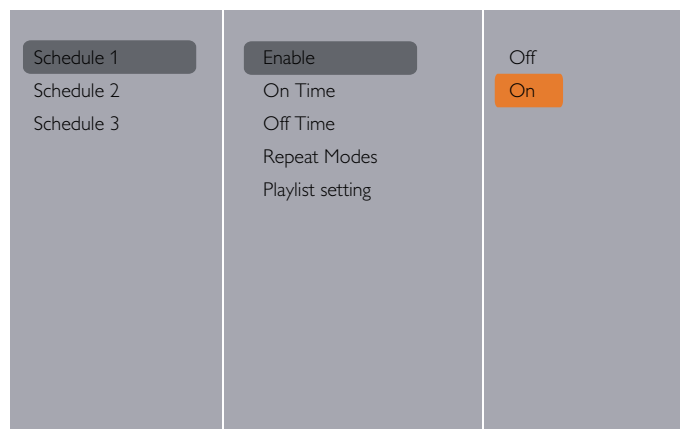 Schedule 1
Schedule 2
Schedule 3
Enable
On Time
Off Time
Repeat Modes
Playlist setting
Off
On